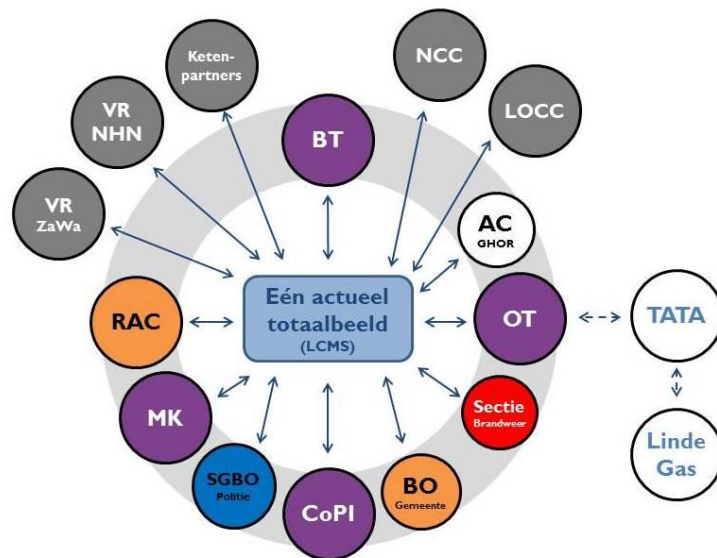 Keten-
partners
NCC
VR
NHN
LOCC
BT
VR
ZaWa
AC
GHOR
Eén actueel
totaalbeeld
(LCMS)
RAC
OT
TATA
MK
Sectie
Brandweer
Linde
Gas
SGBO
Politie
BO
Gemeente
CoPI